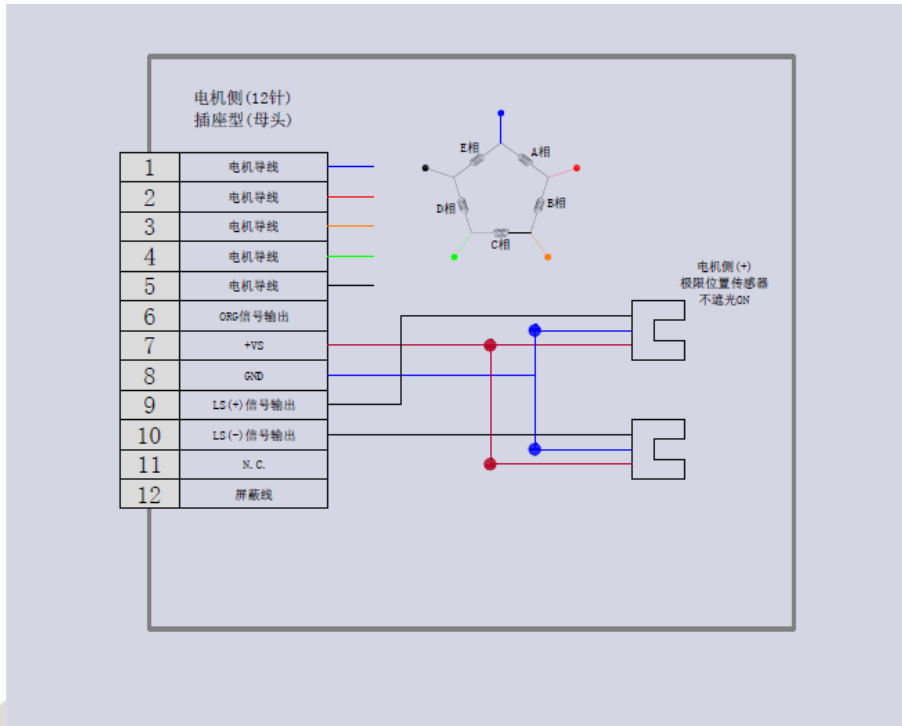 电机侧(12针)
插座型(母头)
1 电机导线
2 电机导线
3 电机导线
4 电机导线
5 电机导线
6 ORG信号输出
7 +VS
8 GND
9 LS(+)信号输出
10 LS(-)信号输出
11 N.C.
12 屏蔽线
E相
A相
D相
B相
C相
电机侧(+)
极限位置传感器
不遮光ON